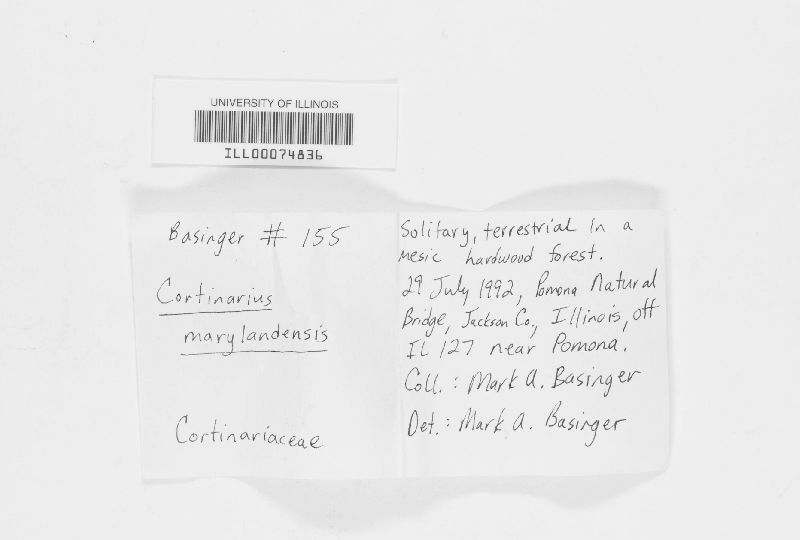 UNIVERSITY OF ILLINOIS
ILL00074836
Basinger # 155
Cortinarius
marylandensis
Cortinariaceae
Solitary, terrestrial in a
mesic hardwood forest.
29 July 1992, Pomona Natural
Bridge, Jackson Co., Illinois, off
IL 127 near Pomona.
Coll.: Mark A. Basinger
Det.: Mark A. Basinger